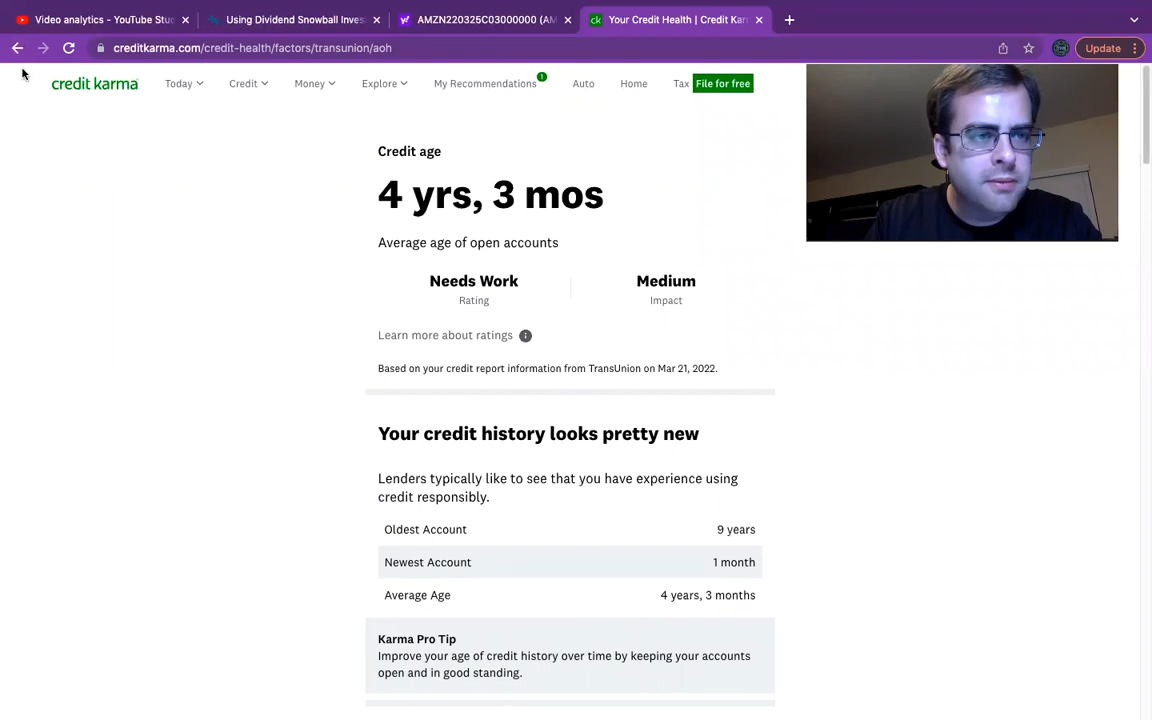 Video analytics - YouTube Stu
Using Dividend Snowball Inves
AMZN220325C03000000 (AM
Your Credit Health | Credit Kar
creditkarma.com/credit-health/factors/transunion/aoh
Update
credit karma
Today
Credit
Money
Explore
My Recommendations
1
Auto
Home
Tax
File for free
Credit age
4 yrs, 3 mos
Average age of open accounts
Needs Work
Medium
Rating
Impact
Learn more about ratings
Based on your credit report information from TransUnion on Mar 21, 2022.
Your credit history looks pretty new
Lenders typically like to see that you have experience using
credit responsibly.
Oldest Account 9 years
Newest Account 1 month
Average Age 4 years, 3 months
Karma Pro Tip
Improve your age of credit history over time by keeping your accounts
open and in good standing.